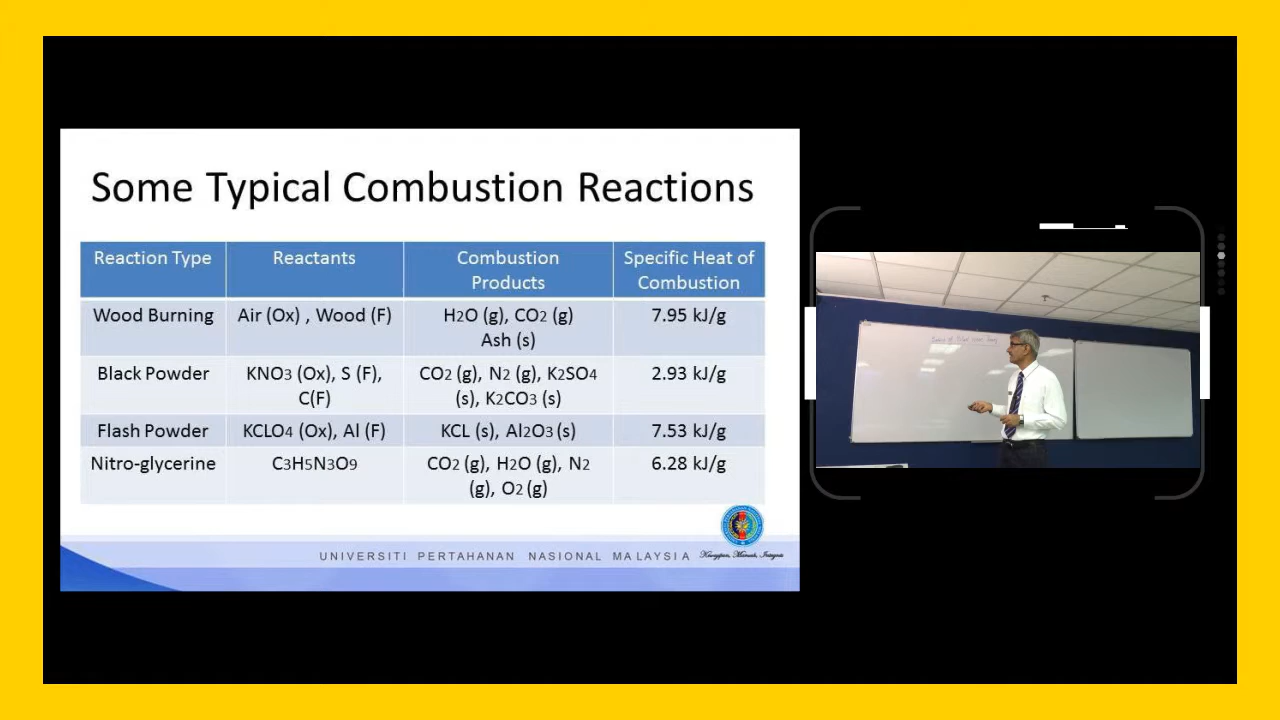 Some Typical Combustion Reactions
Reaction Type
Reactants
Combustion
Products
Specific Heat of
Combustion
Wood Burning
Air (Ox) , Wood (F)
H2O (g), CO2 (g)
Ash (s)
7.95 kJ/g
Black Powder
KNO3 (Ox), S (F),
C(F)
CO2 (g), N2 (g), K2SO4
(s), K2CO3 (s)
2.93 kJ/g
Flash Powder
KCLO4 (Ox), Al (F)
KCL (s), Al2O3 (s)
7.53 kJ/g
Nitro-glycerine
C3H5N3O9
CO2 (g), H2O (g), N2
(g), O2 (g)
6.28 kJ/g
UNIVERSITI PERTAHANAN NASIONAL MALAYSIA